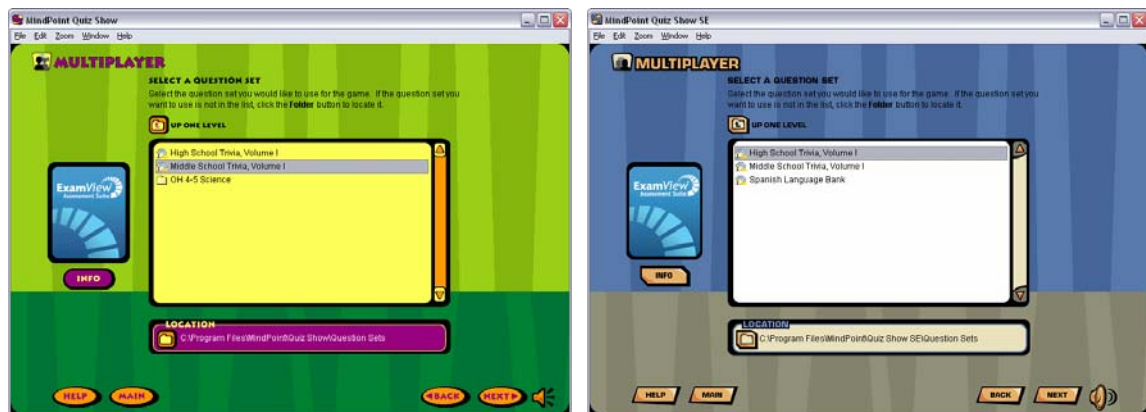 MindPoint Quiz Show
File Edit Zoom Window Help
MULTIPLAYER
SELECT A QUESTION SET
Select the question set you would like to use for the game. If the question set you
want to use is not in the list, click the Folder button to locate it.
UP ONE LEVEL
High School Trivia, Volume I
Middle School Trivia, Volume I
OH 4-5 Science
ExamView
Assessment Suite
INFO
LOCATION
C:\Program Files\MindPoint\Quiz Show\Question Sets
HELP MAIN BACK NEXT
MindPoint Quiz Show SE
File Edit Zoom Window Help
MULTIPLAYER
SELECT A QUESTION SET
Select the question set you would like to use for the game. If the question set you
want to use is not in the list, click the Folder button to locate it.
UP ONE LEVEL
High School Trivia, Volume I
Middle School Trivia, Volume I
Spanish Language Bank
ExamView
Assessment Suite
INFO
LOCATION
C:\Program Files\MindPoint\Quiz Show SE\Question Sets
HELP MAIN BACK NEXT